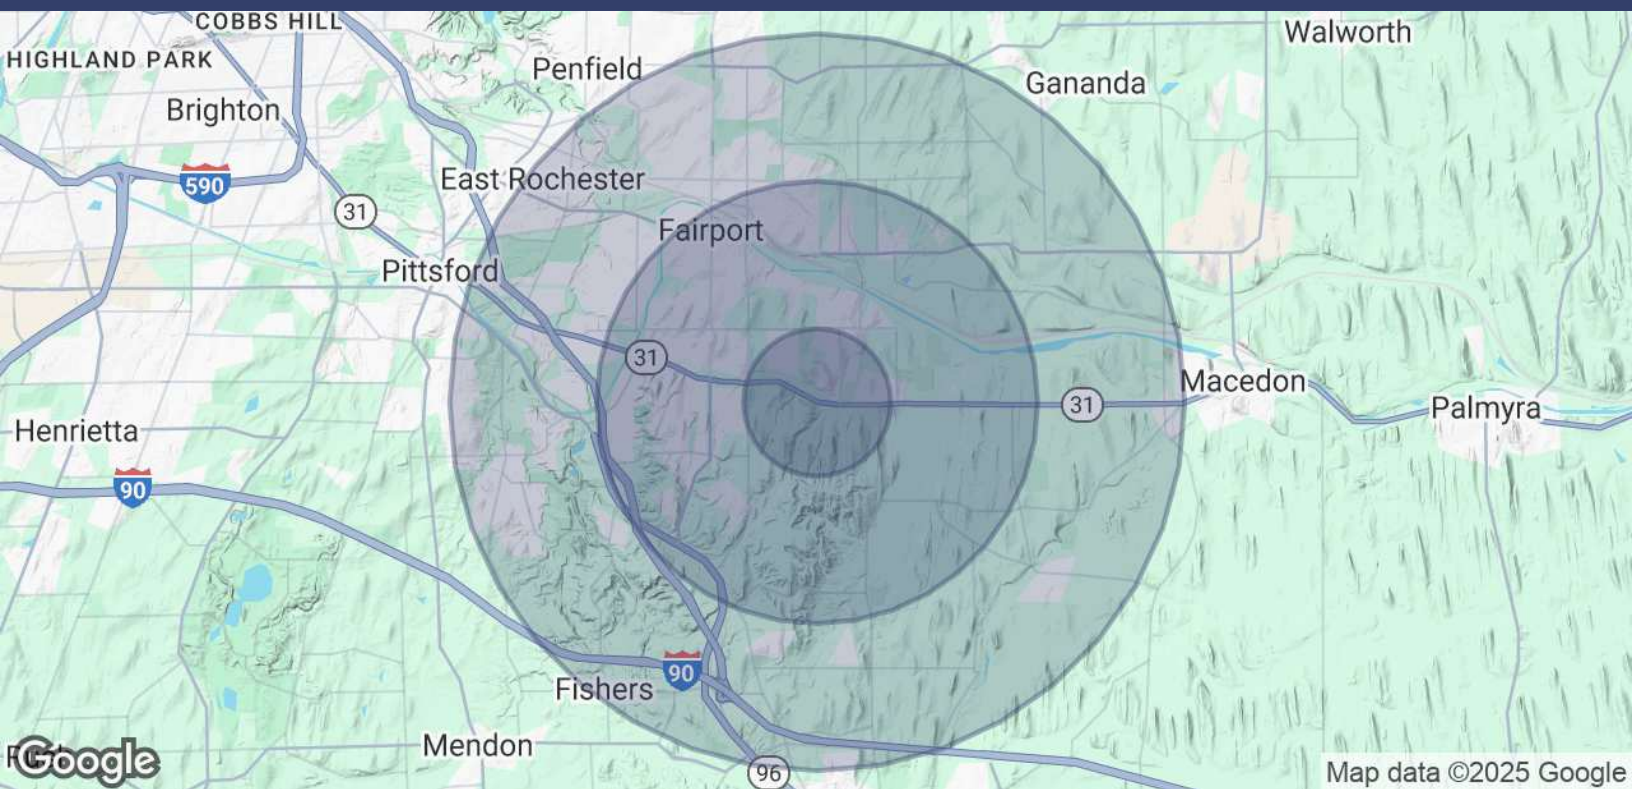 COBBS HILL
Walworth
HIGHLAND PARK
Penfield
Gananda
Brighton
590
East Rochester
31
Fairport
Pittsford
31
Macedon
31
Palmyra
Henrietta
90
90
Fishers
Mendon
Google
96
Map data ©2025 Google